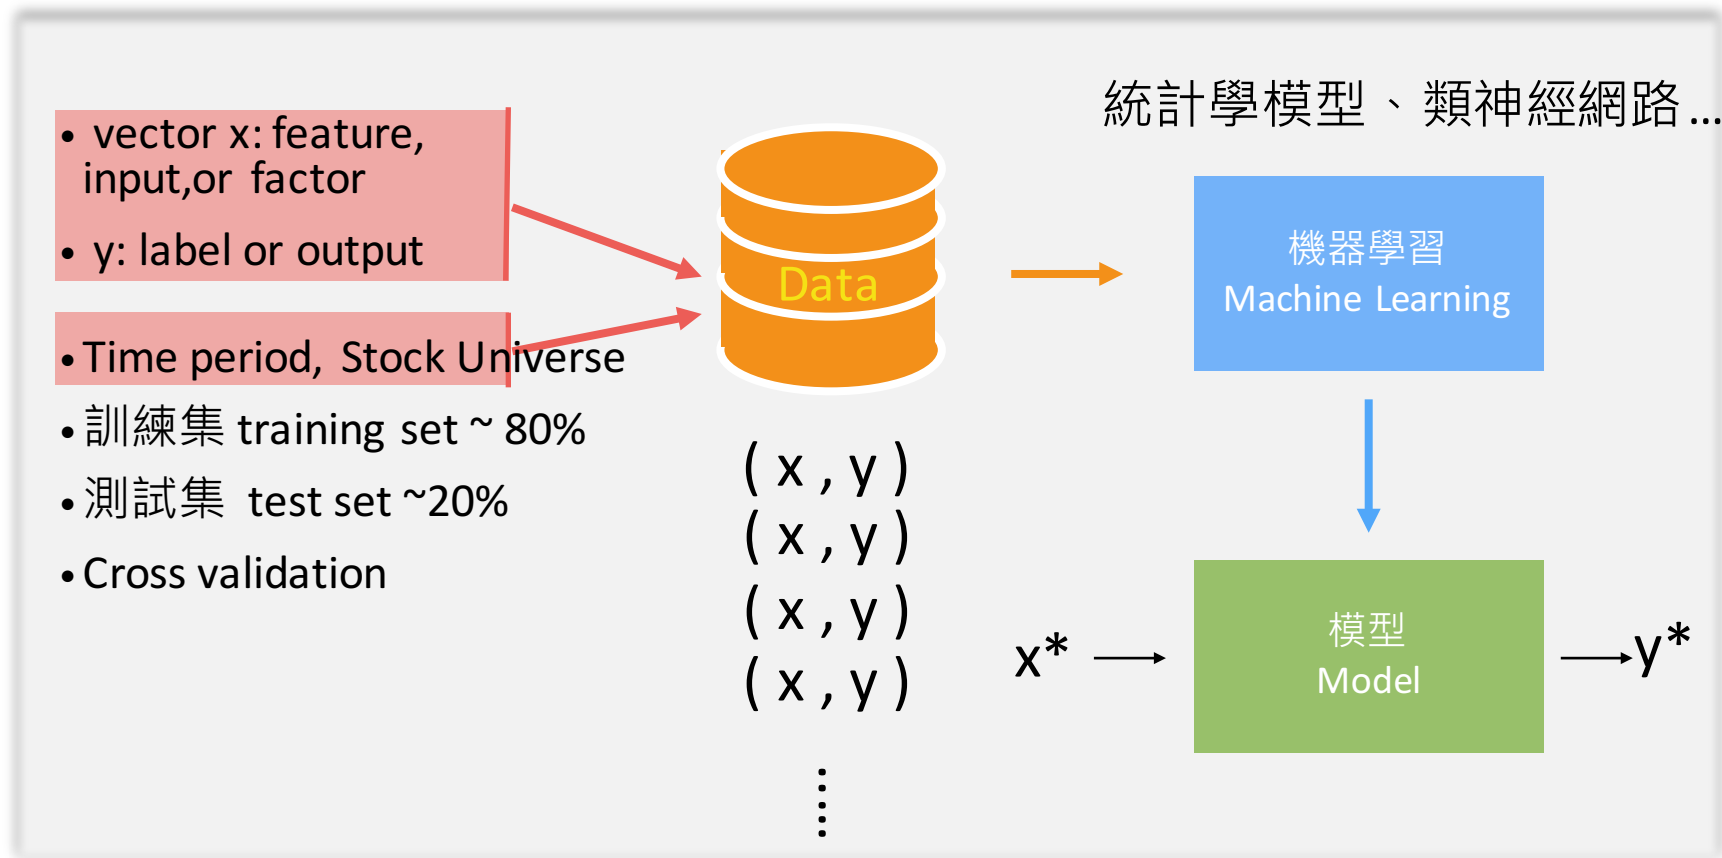 • vector x: feature,
input,or factor
• y: label or output
• Time period, Stock Universe
• 訓練集 training set ~ 80%
• 測試集 test set ~20%
• Cross validation
Data
( x , y )
( x , y )
( x , y )
( x , y )
⋮
統計學模型、類神經網路...
機器學習
Machine Learning
x*
模型
Model
y*